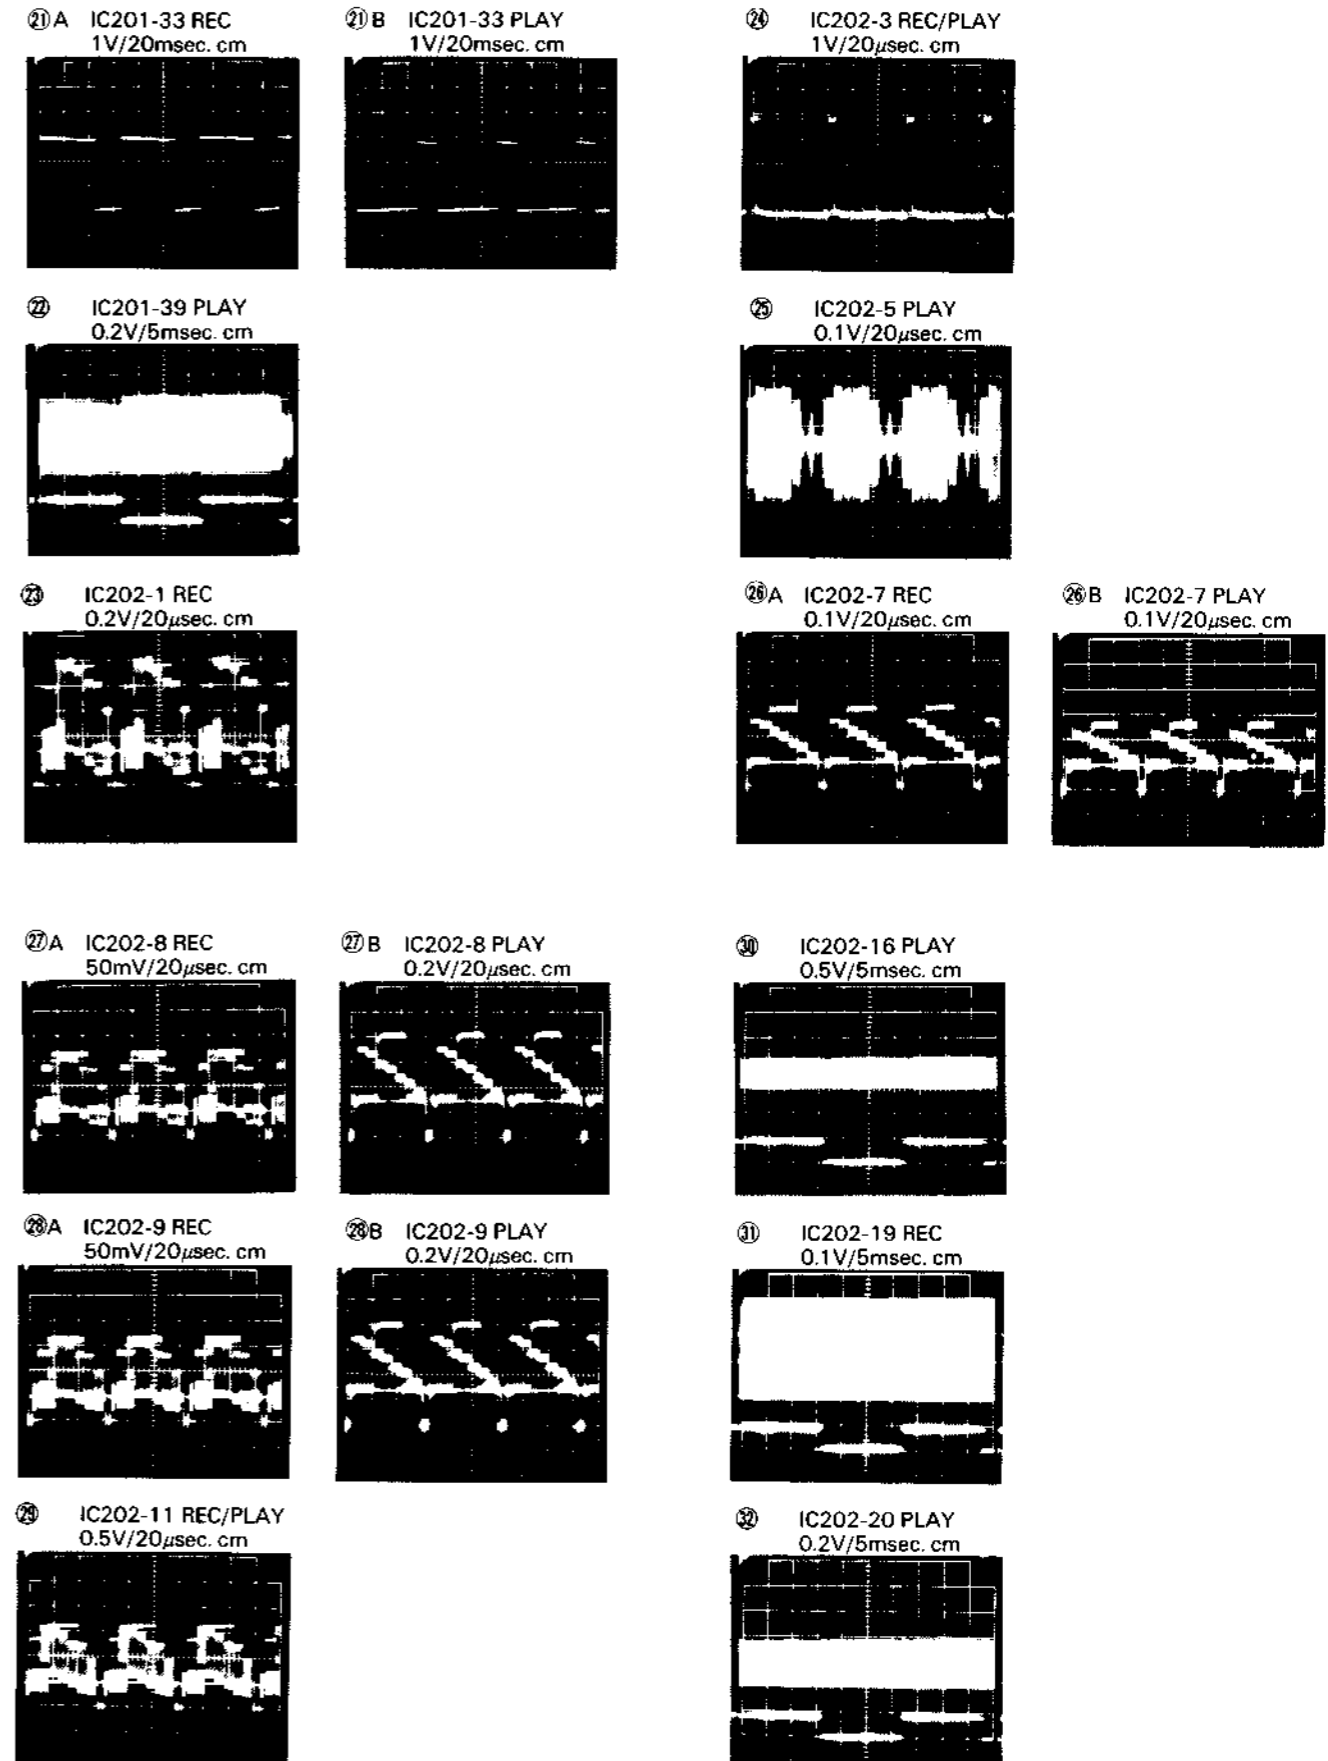 ㉑A IC201-33 REC
1V/20msec. cm
㉑B IC201-33 PLAY
1V/20msec. cm
㉔ IC202-3 REC/PLAY
1V/20μsec. cm
㉒ IC201-39 PLAY
0.2V/5msec. cm
㉕ IC202-5 PLAY
0.1V/20μsec. cm
㉓ IC202-1 REC
0.2V/20μsec. cm
㉖A IC202-7 REC
0.1V/20μsec. cm
㉖B IC202-7 PLAY
0.1V/20μsec. cm
㉗A IC202-8 REC
50mV/20μsec. cm
㉗B IC202-8 PLAY
0.2V/20μsec. cm
㉚ IC202-16 PLAY
0.5V/5msec. cm
㉘A IC202-9 REC
50mV/20μsec. cm
㉘B IC202-9 PLAY
0.2V/20μsec. cm
㉛ IC202-19 REC
0.1V/5msec. cm
㉙ IC202-11 REC/PLAY
0.5V/20μsec. cm
㉜ IC202-20 PLAY
0.2V/5msec. cm